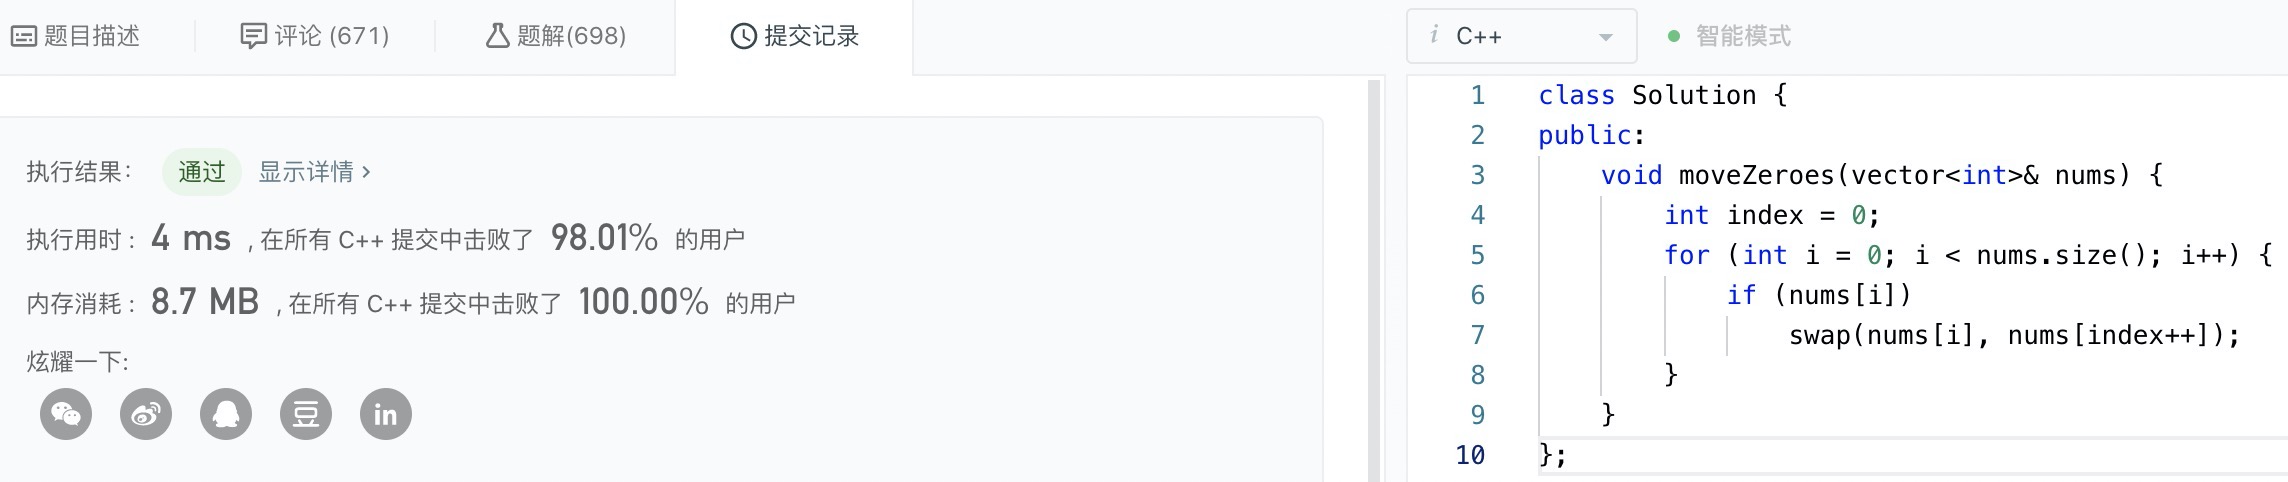 题目描述
评论 (671)
题解(698)
提交记录
i C++
智能模式
执行结果：
通过
显示详情 ›
执行用时 : 4 ms , 在所有 C++ 提交中击败了 98.01% 的用户
内存消耗 : 8.7 MB , 在所有 C++ 提交中击败了 100.00% 的用户
炫耀一下:
豆
in
1 class Solution {
2 public:
3     void moveZeroes(vector<int>& nums) {
4         int index = 0;
5         for (int i = 0; i < nums.size(); i++) {
6             if (nums[i])
7                 swap(nums[i], nums[index++]);
8         }
9     }
10 };